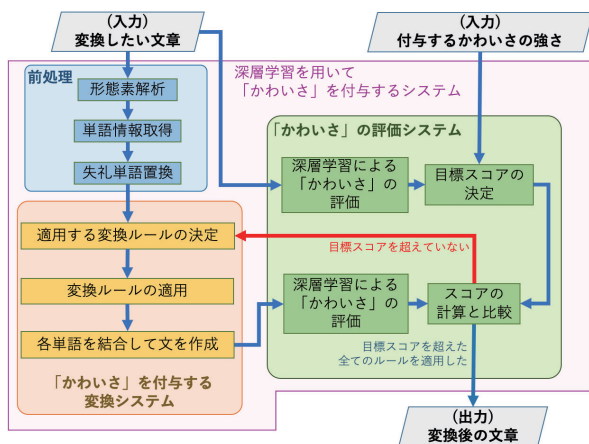 (入力)
変換したい文章
(入力)
付与するかわいさの強さ
前処理
形態素解析
単語情報取得
失礼単語置換
深層学習を用いて
「かわいさ」を付与するシステム
「かわいさ」の評価システム
深層学習による
「かわいさ」の
評価
目標スコアの
決定
適用する変換ルールの決定
目標スコアを超えていない
変換ルールの適用
深層学習による
「かわいさ」の
評価
スコアの
計算と比較
各単語を結合して文を作成
目標スコアを超えた
全てのルールを適用した
「かわいさ」を付与する
変換システム
(出力)
変換後の文章